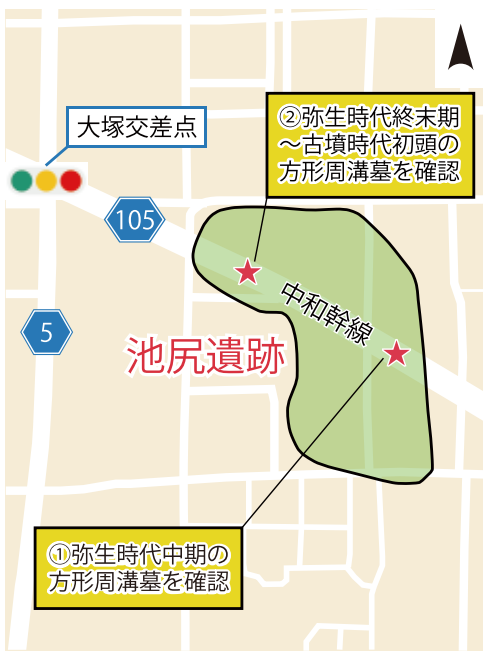 大塚交差点
②弥生時代終末期
～古墳時代初頭の
方形周溝墓を確認
105
中和幹線
5
池尻遺跡
①弥生時代中期の
方形周溝墓を確認